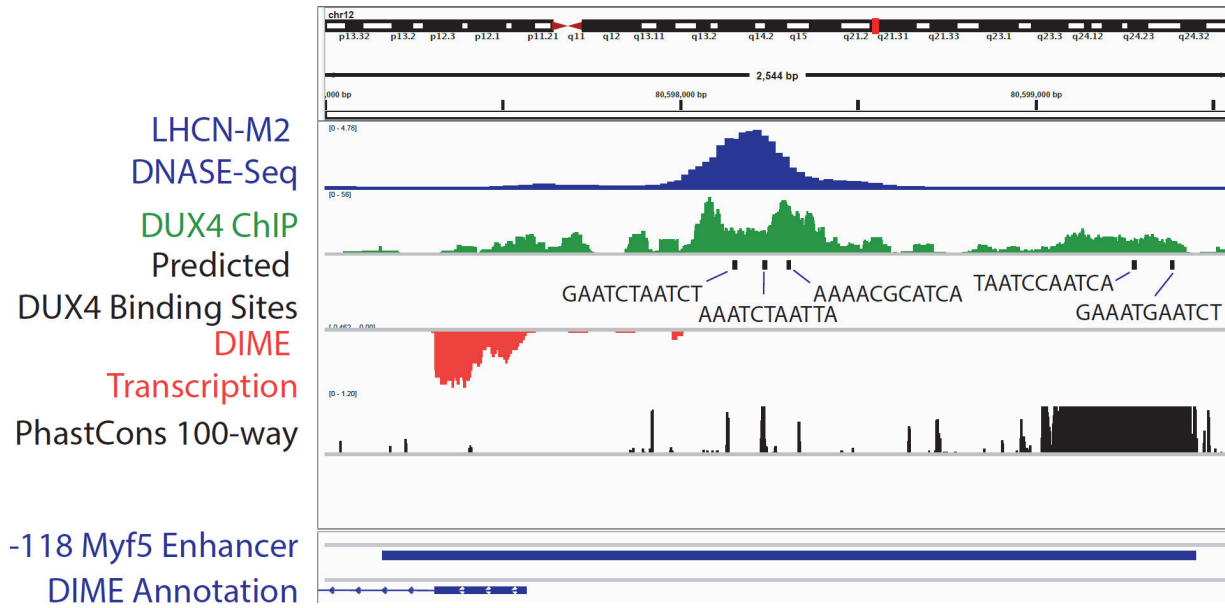 chr12
p13.32 p13.2 p12.3 p12.1 p11.21 q11 q12 q13.11 q13.2 q14.2 q15 q21.2 q21.31 q21.33 q23.1 q23.3 q24.12 q24.23 q24.32
2,544 bp
,000 bp 80,598,000 bp 80,599,000 bp
LHCN-M2
DNASE-Seq
[0 - 4.78]
[0 - 56]
DUX4 ChIP
Predicted
DUX4 Binding Sites
GAATCTAATCT
AAATCTAATTA
AAAACGCATCA
TAATCCAATCA
GAAATGAATCT
DIME
Transcription
[0 - 1.20]
PhastCons 100-way
-118 Myf5 Enhancer
DIME Annotation